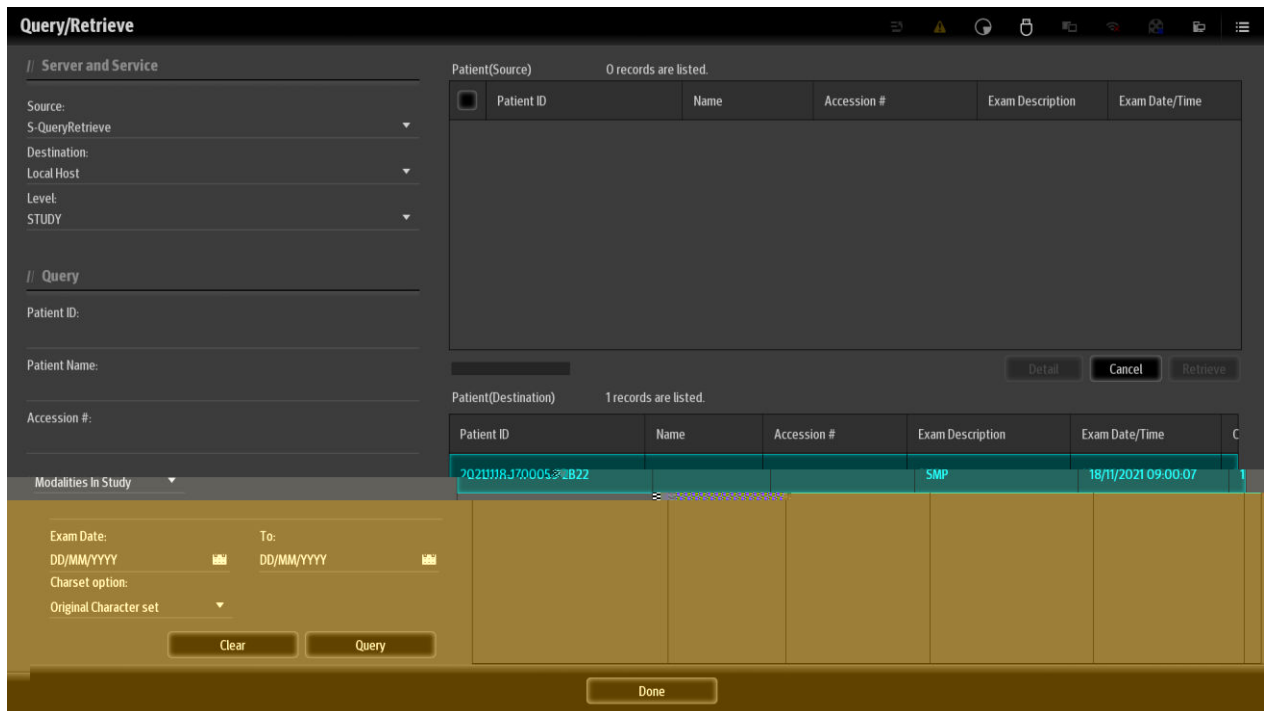 Query/Retrieve
// Server and Service
Source:
S-QueryRetrieve
Destination:
Local Host
Level:
STUDY
// Query
Patient ID:
Patient Name:
Accession #:
Modalities In Study
Exam Date: To:
DD/MM/YYYY DD/MM/YYYY
Charset option:
Original Character set
Clear Query
Patient(Source) 0 records are listed.
Patient ID Name Accession # Exam Description Exam Date/Time
Detail Cancel Retrieve
Patient(Destination) 1 records are listed.
Patient ID Name Accession # Exam Description Exam Date/Time C
SMP 18/11/2021 09:00:07 1
Done